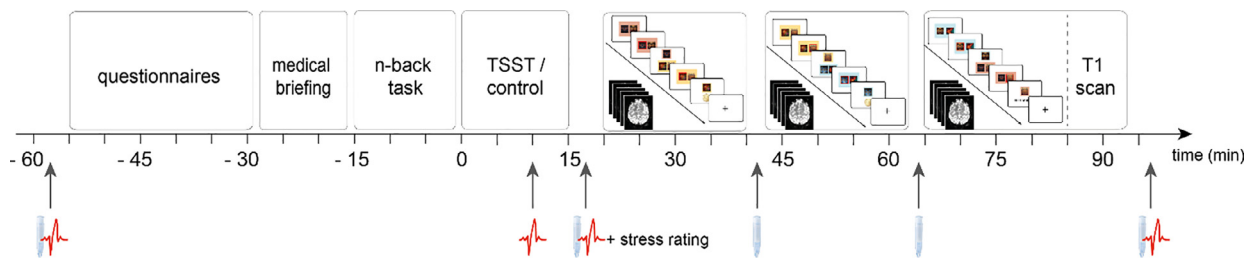 questionnaires
medical
briefing
n-back
task
TSST /
control
T1
scan
- 60
- 45
- 30
- 15
0
15
30
45
60
75
90
time (min)
+ stress rating